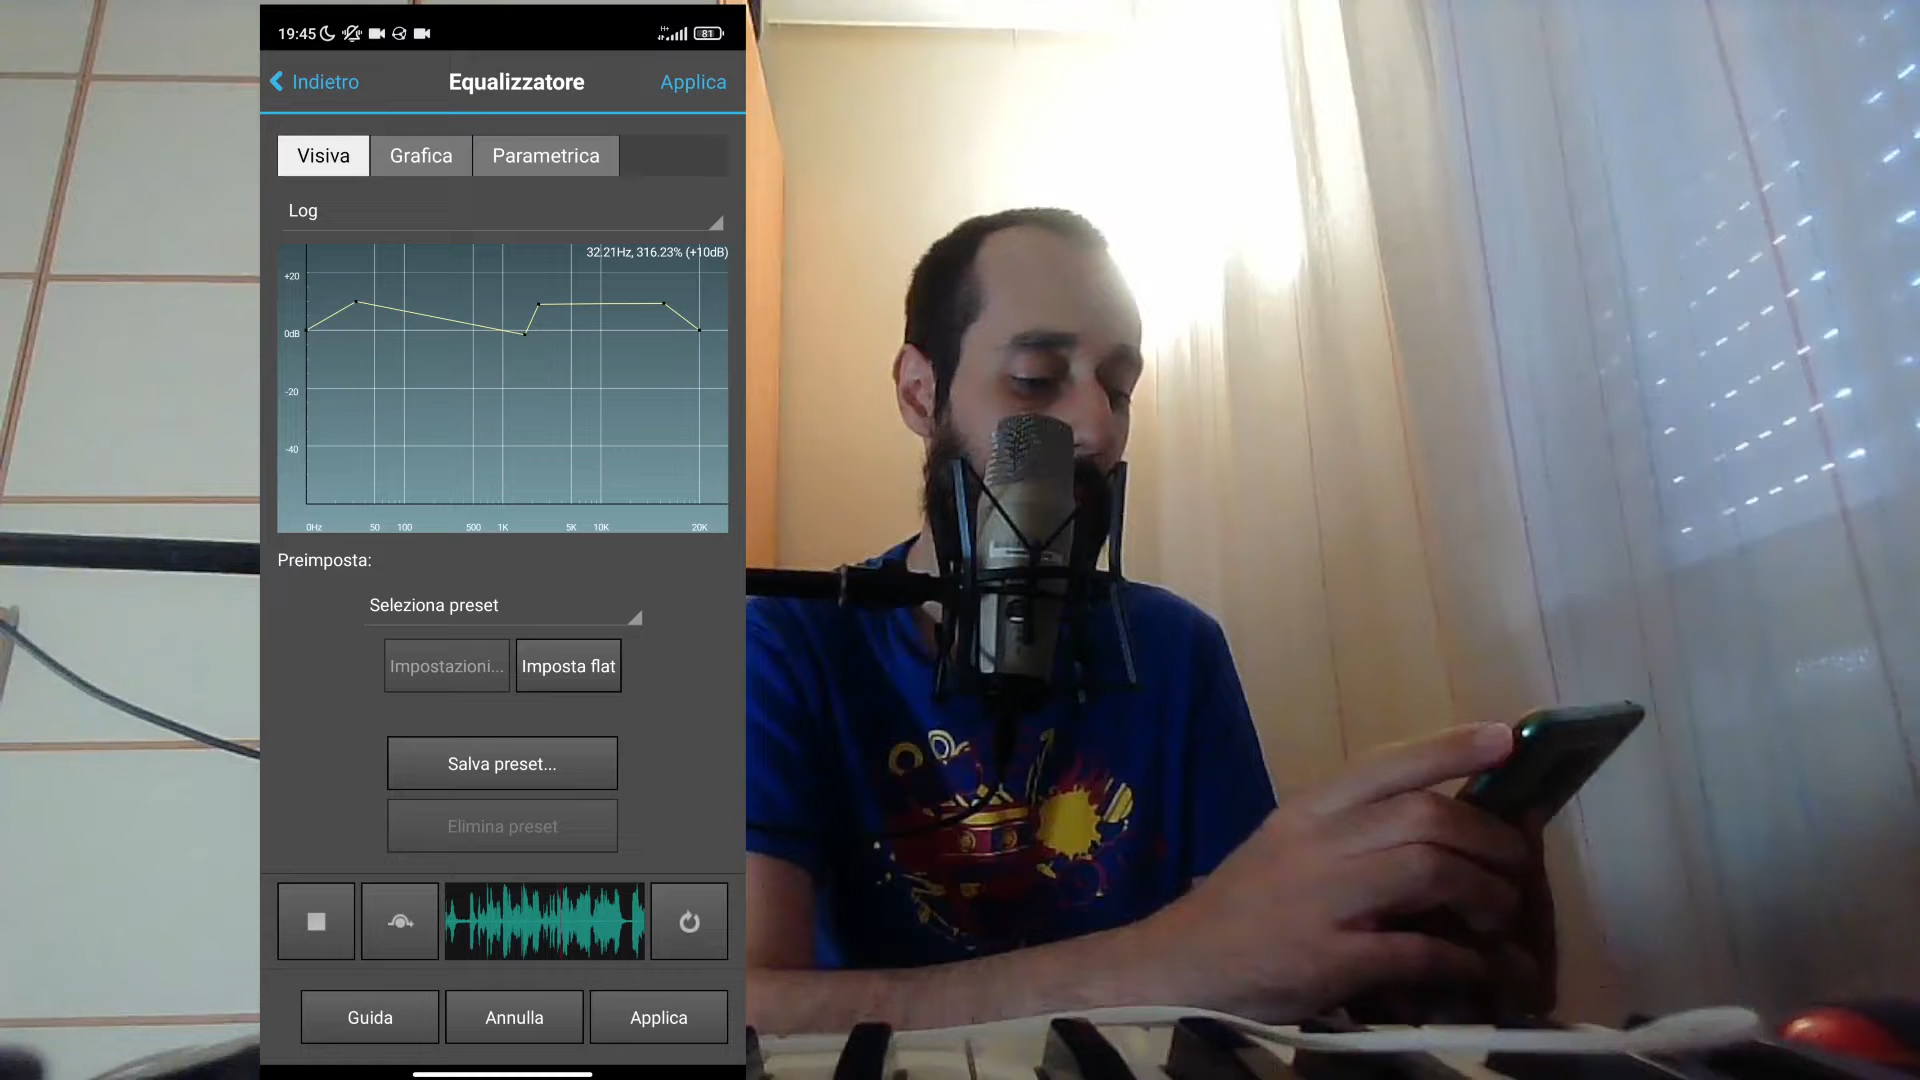 19:45
H+
81
Indietro
Equalizzatore
Applica
Visiva
Grafica
Parametrica
Log
32.21Hz, 316.23% (+10dB)
+20
0dB
-20
-40
0Hz
50
100
500
1K
5K
10K
20K
Preimposta:
Seleziona preset
Impostazioni...
Imposta flat
Salva preset...
Elimina preset
Guida
Annulla
Applica